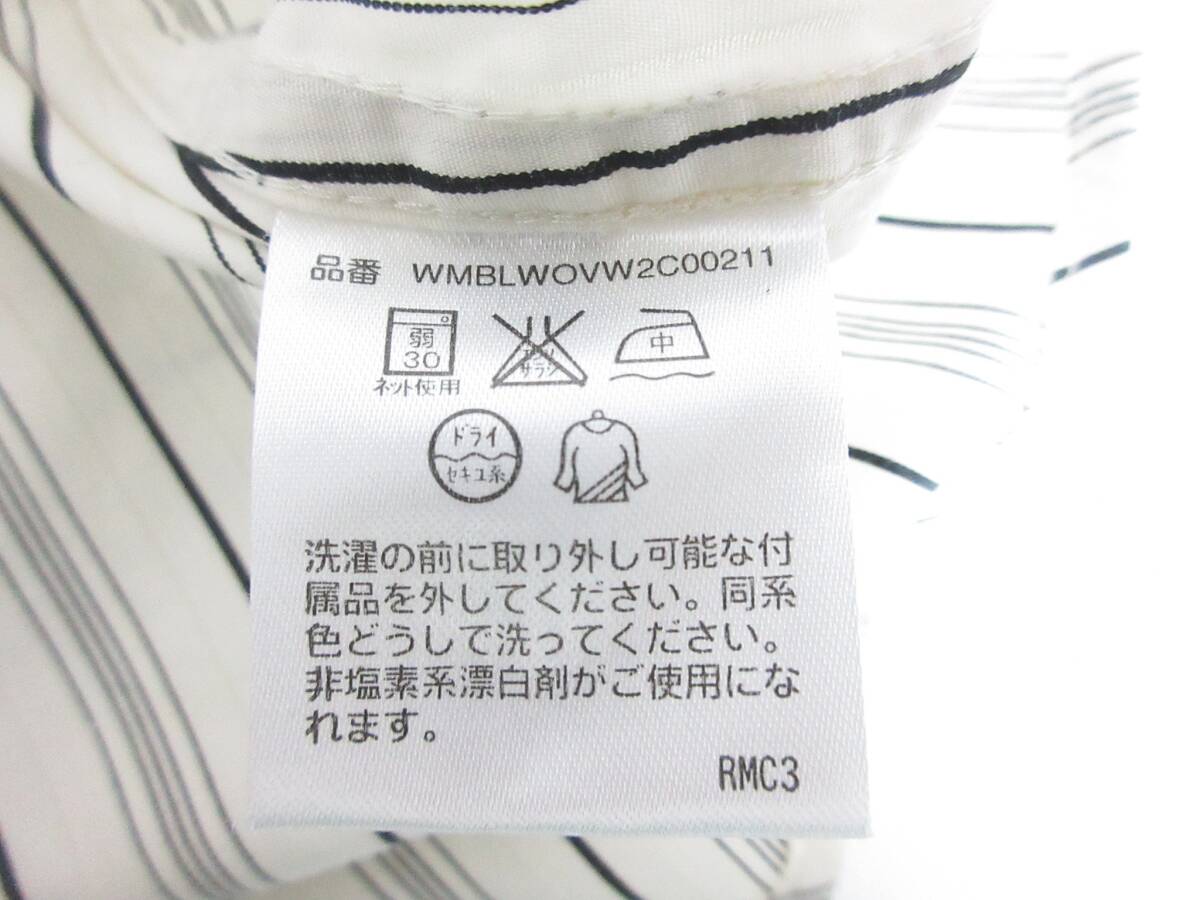 品番 WMBLWOVW2C00211
弱
30
ネット使用
エンソ
サラシ
中
ドライ
セキユ系
洗濯の前に取り外し可能な付
属品を外してください。同系
色どうしで洗ってください。
非塩素系漂白剤がご使用にな
れます。
RMC3